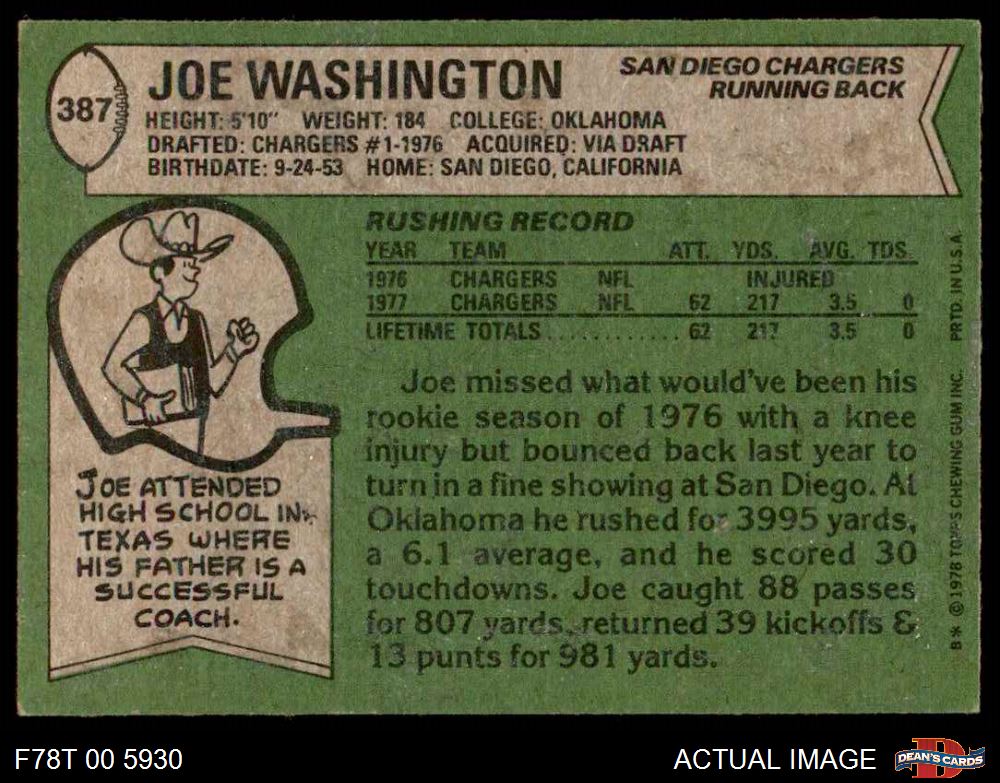 387
JOE WASHINGTON
SAN DIEGO CHARGERS
RUNNING BACK
HEIGHT: 5'10" WEIGHT: 184 COLLEGE: OKLAHOMA
DRAFTED: CHARGERS #1-1976 ACQUIRED: VIA DRAFT
BIRTHDATE: 9-24-53 HOME: SAN DIEGO, CALIFORNIA
RUSHING RECORD
YEAR TEAM ATT. YDS. AVG. TDS.
1976 CHARGERS NFL INJURED
1977 CHARGERS NFL 62 217 3.5 0
LIFETIME TOTALS............ 62 217 3.5 0
Joe missed what would've been his
rookie season of 1976 with a knee
injury but bounced back last year to
turn in a fine showing at San Diego. At
Oklahoma he rushed for 3995 yards,
a 6.1 average, and he scored 30
touchdowns. Joe caught 88 passes
for 807 yards, returned 39 kickoffs &
13 punts for 981 yards.
JOE ATTENDED
HIGH SCHOOL IN
TEXAS WHERE
HIS FATHER IS A
SUCCESSFUL
COACH.
B* © 1978 TOPPS CHEWING GUM INC. PRTD. IN U.S.A.
F78T 00 5930
ACTUAL IMAGE
D
DEAN'S CARDS